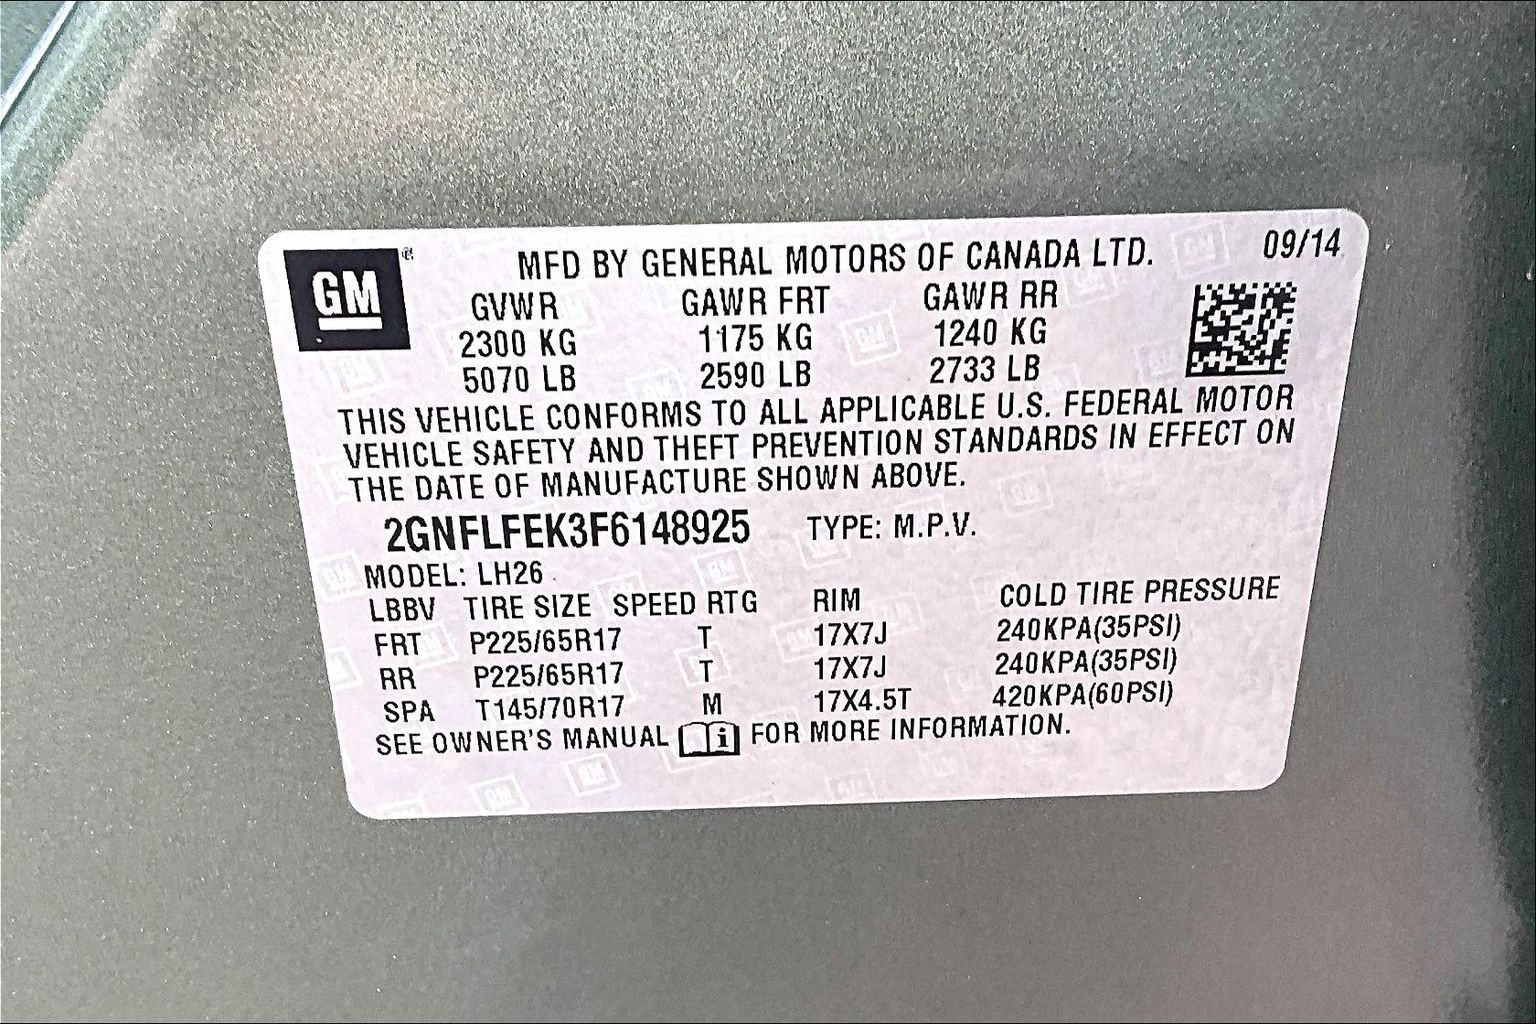 GM® MFD BY GENERAL MOTORS OF CANADA LTD. 09/14
GVWR GAWR FRT GAWR RR
2300 KG 1175 KG 1240 KG
5070 LB 2590 LB 2733 LB
THIS VEHICLE CONFORMS TO ALL APPLICABLE U.S. FEDERAL MOTOR
VEHICLE SAFETY AND THEFT PREVENTION STANDARDS IN EFFECT ON
THE DATE OF MANUFACTURE SHOWN ABOVE.
2GNFLFEK3F6148925 TYPE: M.P.V.
MODEL: LH26
LBBV TIRE SIZE SPEED RTG RIM COLD TIRE PRESSURE
FRT P225/65R17 T 17X7J 240KPA(35PSI)
RR P225/65R17 T 17X7J 240KPA(35PSI)
SPA T145/70R17 M 17X4.5T 420KPA(60PSI)
SEE OWNER'S MANUAL i FOR MORE INFORMATION.